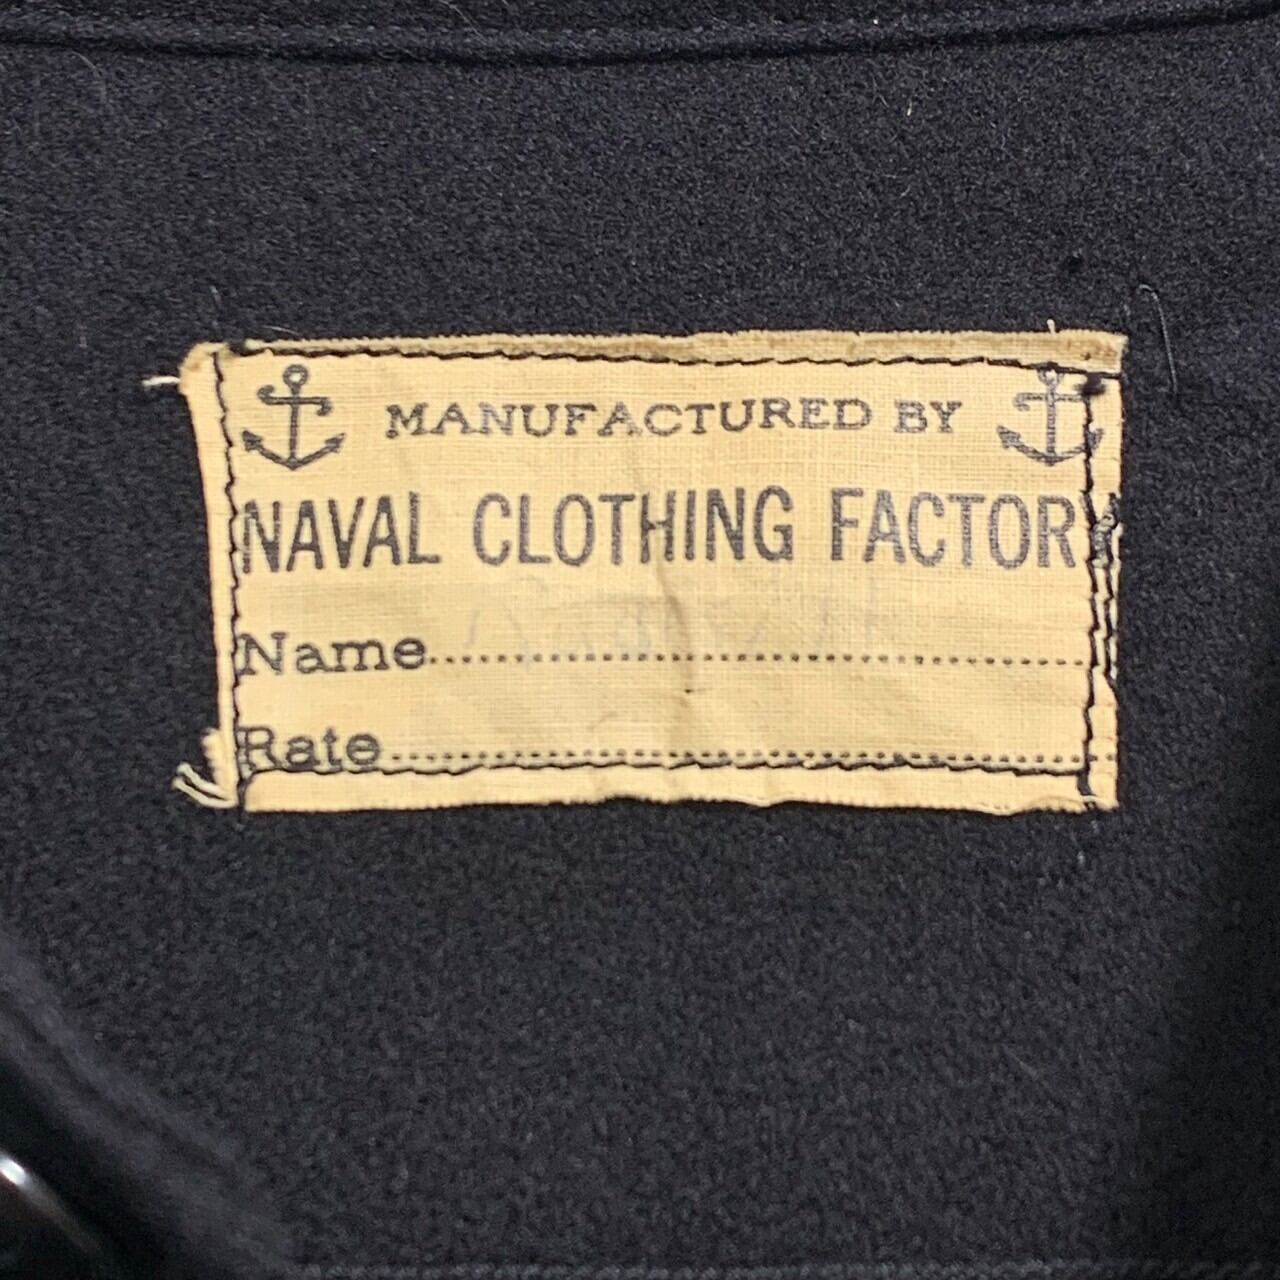 MANUFACTURED BY
NAVAL CLOTHING FACTORY
Name
Rate